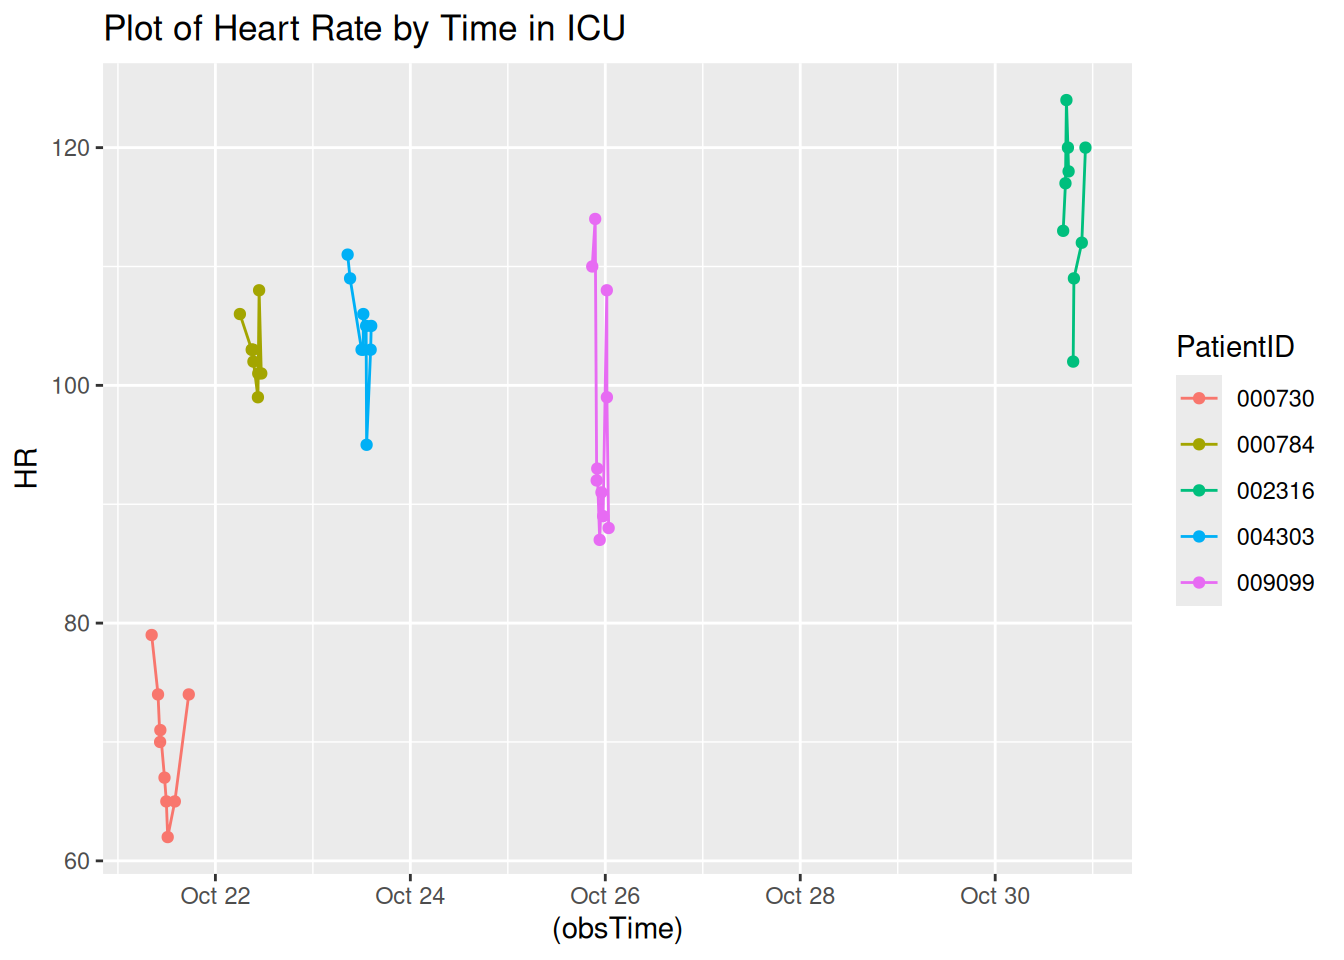 Plot of Heart Rate by Time in ICU
120
100
80
60
HR
Oct 22
Oct 24
Oct 26
Oct 28
Oct 30
(obsTime)
PatientID
000730
000784
002316
004303
009099